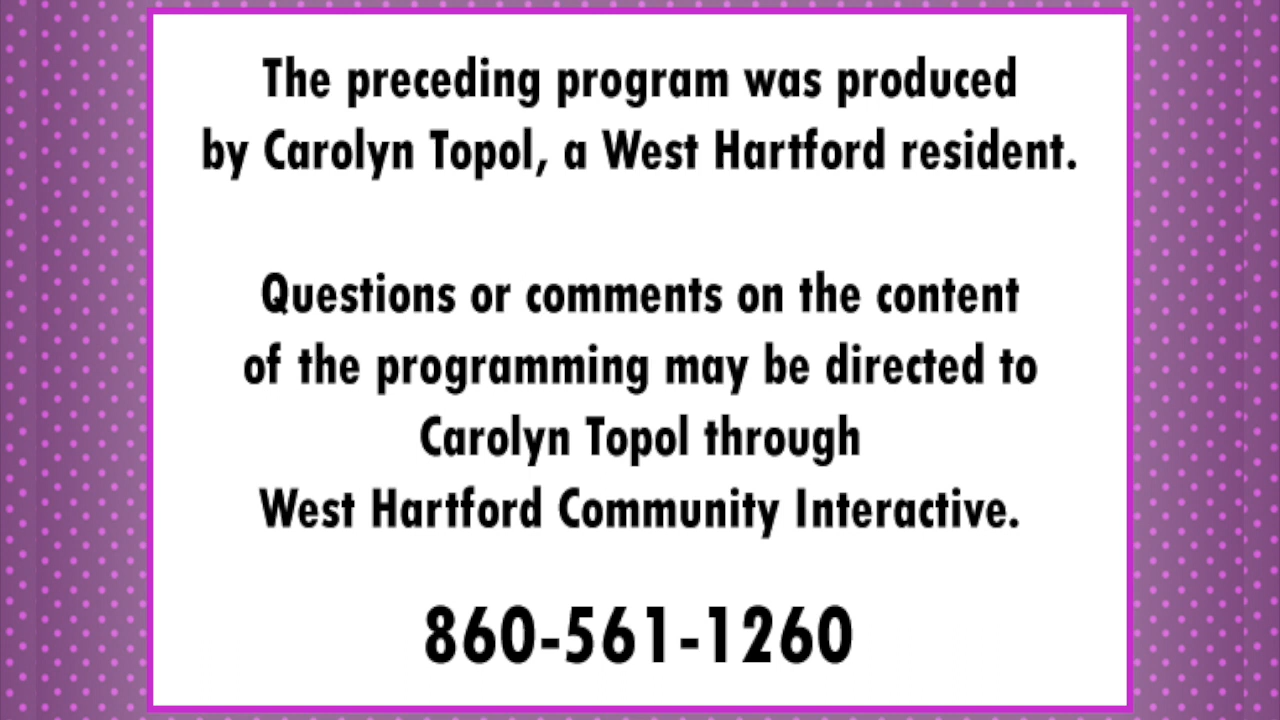 The preceding program was produced
by Carolyn Topol, a West Hartford resident.
Questions or comments on the content
of the programming may be directed to
Carolyn Topol through
West Hartford Community Interactive.
860-561-1260